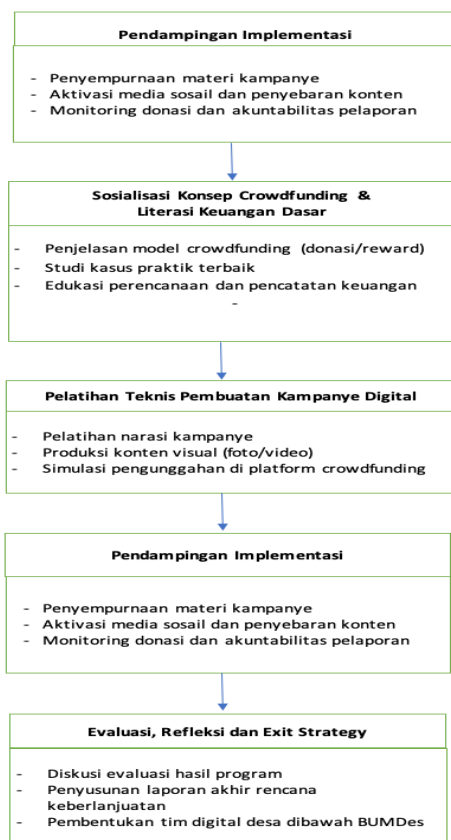 Pendampingan Implementasi
- Penyempurnaan materi kampanye
- Aktivasi media sosail dan penyebaran konten
- Monitoring donasi dan akuntabilitas pelaporan
Sosialisasi Konsep Crowdfunding &
Literasi Keuangan Dasar
- Penjelasan model crowdfunding (donasi/reward)
- Studi kasus praktik terbaik
- Edukasi perencanaan dan pencatatan keuangan
-
Pelatihan Teknis Pembuatan Kampanye Digital
- Pelatihan narasi kampanye
- Produksi konten visual (foto/video)
- Simulasi pengunggahan di platform crowdfunding
Pendampingan Implementasi
- Penyempurnaan materi kampanye
- Aktivasi media sosail dan penyebaran konten
- Monitoring donasi dan akuntabilitas pelaporan
Evaluasi, Refleksi dan Exit Strategy
- Diskusi evaluasi hasil program
- Penyusunan laporan akhir rencana
keberlanjuatan
- Pembentukan tim digital desa dibawah BUMDes